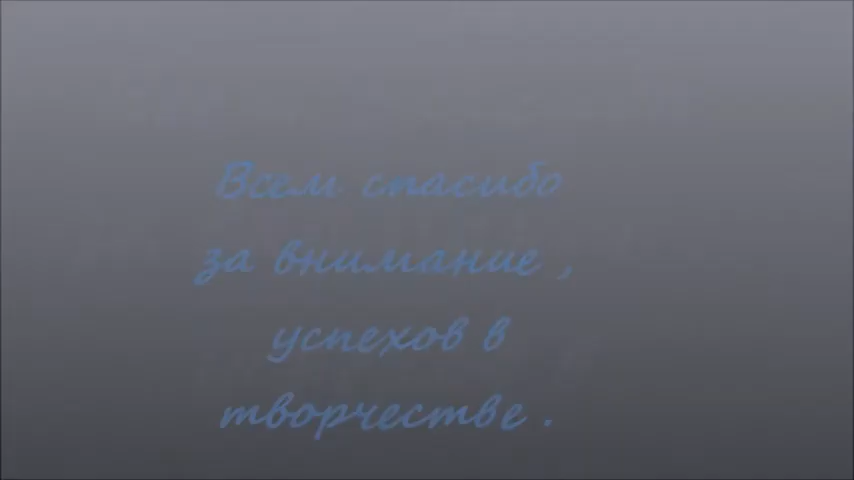 Всем спасибо
за внимание ,
успехов в
творчестве .